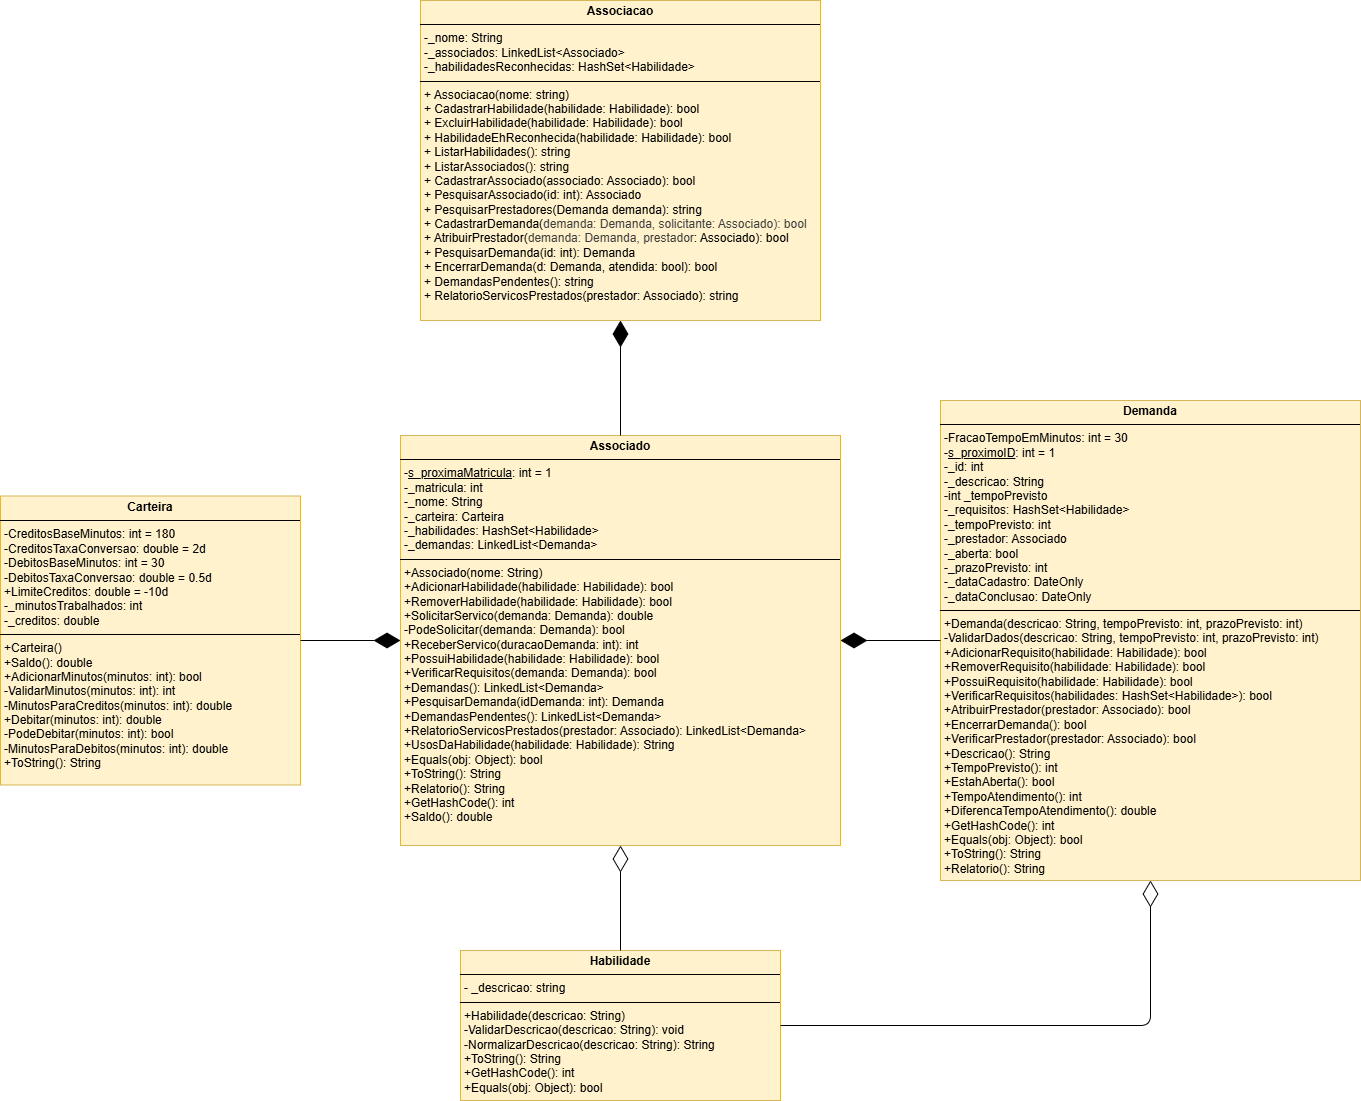 Associacao
-_nome: String
-_associados: LinkedList<Associado>
-_habilidadesReconhecidas: HashSet<Habilidade>
+ Associacao(nome: string)
+ CadastrarHabilidade(habilidade: Habilidade): bool
+ ExcluirHabilidade(habilidade: Habilidade): bool
+ HabilidadeEhReconhecida(habilidade: Habilidade): bool
+ ListarHabilidades(): string
+ ListarAssociados(): string
+ CadastrarAssociado(associado: Associado): bool
+ PesquisarAssociado(id: int): Associado
+ PesquisarPrestadores(Demanda demanda): string
+ CadastrarDemanda(demanda: Demanda, solicitante: Associado): bool
+ AtribuirPrestador(demanda: Demanda, prestador: Associado): bool
+ PesquisarDemanda(id: int): Demanda
+ EncerrarDemanda(d: Demanda, atendida: bool): bool
+ DemandasPendentes(): string
+ RelatorioServicosPrestados(prestador: Associado): string
Carteira
-CreditosBaseMinutos: int = 180
-CreditosTaxaConversao: double = 2d
-DebitosBaseMinutos: int = 30
-DebitosTaxaConversao: double = 0.5d
+LimiteCreditos: double = -10d
-_minutosTrabalhados: int
-_creditos: double
+Carteira()
+Saldo(): double
+AdicionarMinutos(minutos: int): bool
-ValidarMinutos(minutos: int): int
-MinutosParaCreditos(minutos: int): double
+Debitar(minutos: int): double
-PodeDebitar(minutos: int): bool
-MinutosParaDebitos(minutos: int): double
+ToString(): String
Associado
-s_proximaMatricula: int = 1
-_matricula: int
-_nome: String
-_carteira: Carteira
-_habilidades: HashSet<Habilidade>
-_demandas: LinkedList<Demanda>
+Associado(nome: String)
+AdicionarHabilidade(habilidade: Habilidade): bool
+RemoverHabilidade(habilidade: Habilidade): bool
+SolicitarServico(demanda: Demanda): double
-PodeSolicitar(demanda: Demanda): bool
+ReceberServico(duracaoDemanda: int): int
+PossuiHabilidade(habilidade: Habilidade): bool
+VerificarRequisitos(demanda: Demanda): bool
+Demandas(): LinkedList<Demanda>
+PesquisarDemanda(idDemanda: int): Demanda
+DemandasPendentes(): LinkedList<Demanda>
+RelatorioServicosPrestados(prestador: Associado): LinkedList<Demanda>
+UsosDaHabilidade(habilidade: Habilidade): String
+Equals(obj: Object): bool
+ToString(): String
+Relatorio(): String
+GetHashCode(): int
+Saldo(): double
Demanda
-FracaoTempoEmMinutos: int = 30
-s_proximoID: int = 1
-_id: int
-_descricao: String
-int _tempoPrevisto
-_requisitos: HashSet<Habilidade>
-_tempoPrevisto: int
-_prestador: Associado
-_aberta: bool
-_prazoPrevisto: int
-_dataCadastro: DateOnly
-_dataConclusao: DateOnly
+Demanda(descricao: String, tempoPrevisto: int, prazoPrevisto: int)
-ValidarDados(descricao: String, tempoPrevisto: int, prazoPrevisto: int)
+AdicionarRequisito(habilidade: Habilidade): bool
+RemoverRequisito(habilidade: Habilidade): bool
+PossuiRequisito(habilidade: Habilidade): bool
+VerificarRequisitos(habilidades: HashSet<Habilidade>): bool
+AtribuirPrestador(prestador: Associado): bool
+EncerrarDemanda(): bool
+VerificarPrestador(prestador: Associado): bool
+Descricao(): String
+TempoPrevisto(): int
+EstahAberta(): bool
+TempoAtendimento(): int
+DiferencaTempoAtendimento(): double
+GetHashCode(): int
+Equals(obj: Object): bool
+ToString(): String
+Relatorio(): String
Habilidade
- _descricao: string
+Habilidade(descricao: String)
-ValidarDescricao(descricao: String): void
-NormalizarDescricao(descricao: String): String
+ToString(): String
+GetHashCode(): int
+Equals(obj: Object): bool